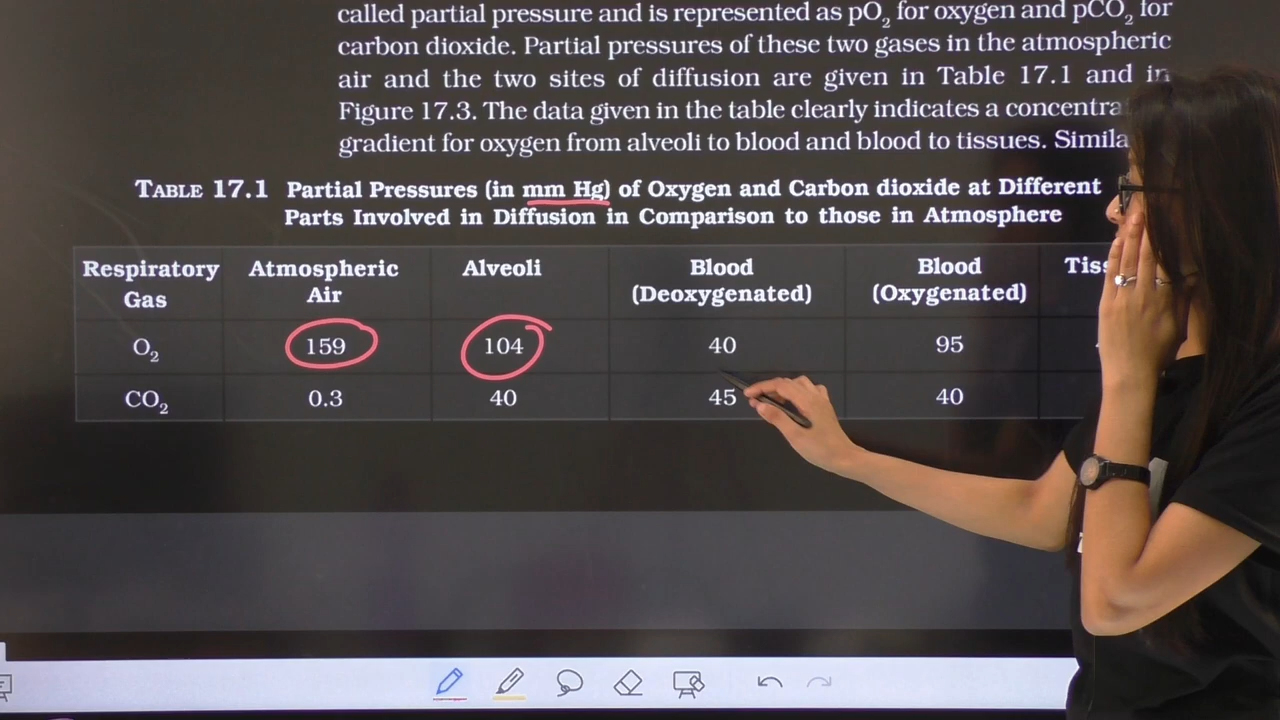 called partial pressure and is represented as pO₂ for oxygen and pCO₂ for
carbon dioxide. Partial pressures of these two gases in the atmospheric
air and the two sites of diffusion are given in Table 17.1 and in
Figure 17.3. The data given in the table clearly indicates a
gradient for oxygen from alveoli to blood and blood to tissues.
TABLE 17.1 Partial Pressures (in mm Hg) of Oxygen and Carbon dioxide at Different
Parts Involved in Diffusion in Comparison to those in Atmosphere
Respiratory Gas Atmospheric Air Alveoli Blood (Deoxygenated) Blood (Oxygenated)
O₂ 159 104 40 95
CO₂ 0.3 40 45 40